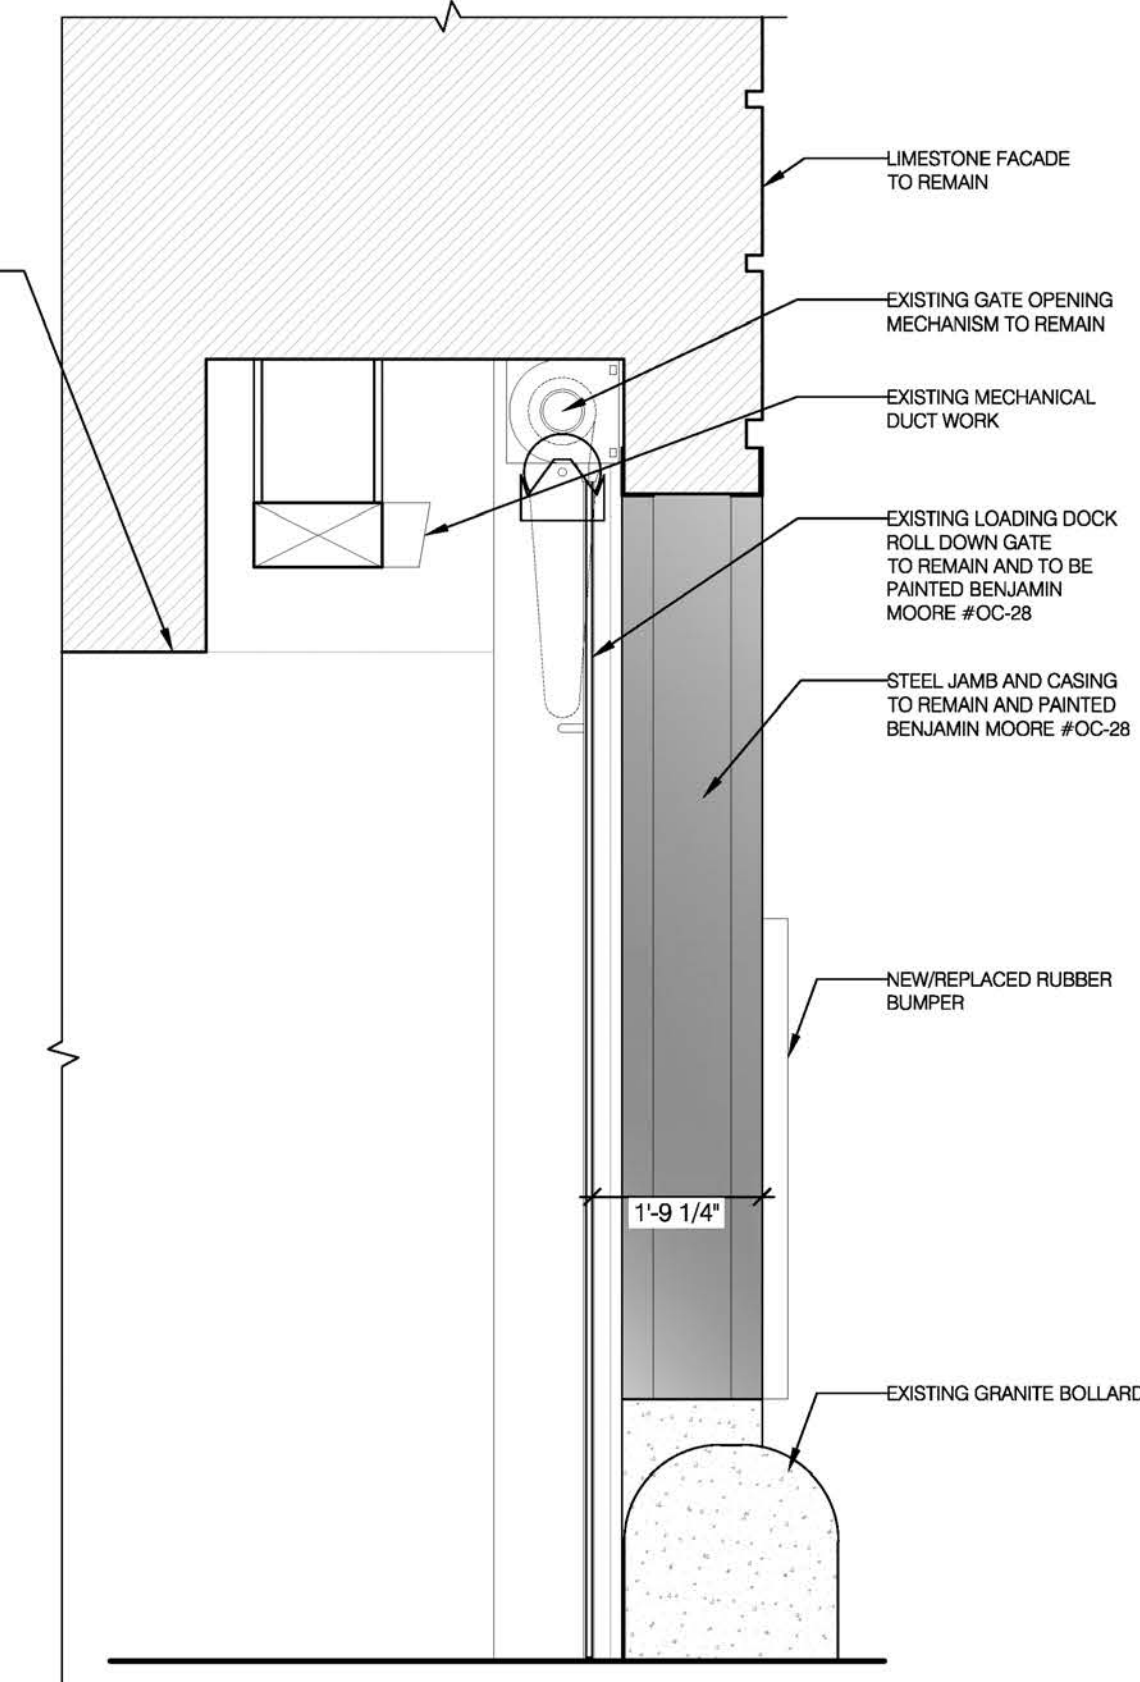 LIMESTONE FACADE
TO REMAIN
EXISTING GATE OPENING
MECHANISM TO REMAIN
EXISTING MECHANICAL
DUCT WORK
EXISTING LOADING DOCK
ROLL DOWN GATE
TO REMAIN AND TO BE
PAINTED BENJAMIN
MOORE #OC-28
STEEL JAMB AND CASING
TO REMAIN AND PAINTED
BENJAMIN MOORE #OC-28
NEW/REPLACED RUBBER
BUMPER
1'-9 1/4"
EXISTING GRANITE BOLLARD